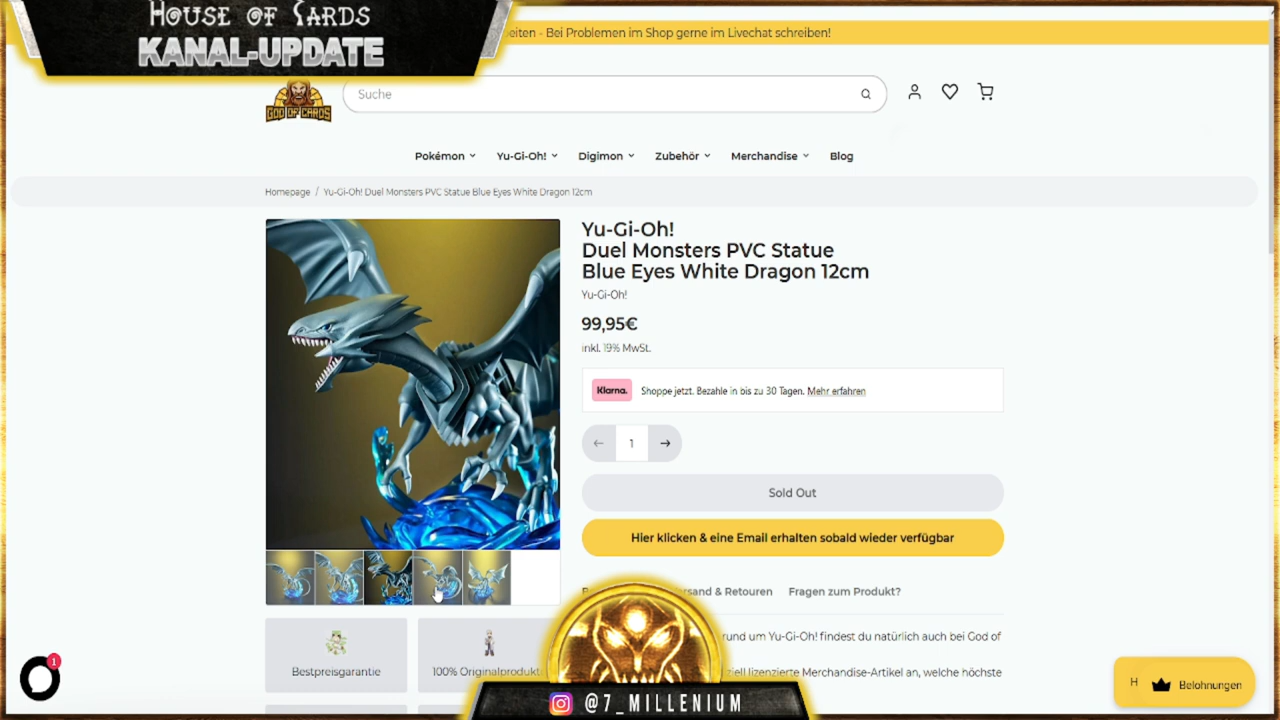 House of Cards
KANAL-UPDATE
eiten - Bei Problemen im Shop gerne im Livechat schreiben!
GOD OF CARDS
Suche
Pokémon
Yu-Gi-Oh!
Digimon
Zubehör
Merchandise
Blog
Homepage / Yu-Gi-Oh! Duel Monsters PVC Statue Blue Eyes White Dragon 12cm
Yu-Gi-Oh!
Duel Monsters PVC Statue
Blue Eyes White Dragon 12cm
Yu-Gi-Oh!
99,95€
inkl. 19% MwSt.
Klarna. Shoppe jetzt. Bezahle in bis zu 30 Tagen. Mehr erfahren
1
Sold Out
Hier klicken & eine Email erhalten sobald wieder verfügbar
rsand & Retouren
Fragen zum Produkt?
rund um Yu-Gi-Oh! findest du natürlich auch bei God of
ziell lizenzierte Merchandise-Artikel an, welche höchste
Bestpreisgarantie
100% Originalprodukt
1
H
Belohnungen
@7_MILLENIUM